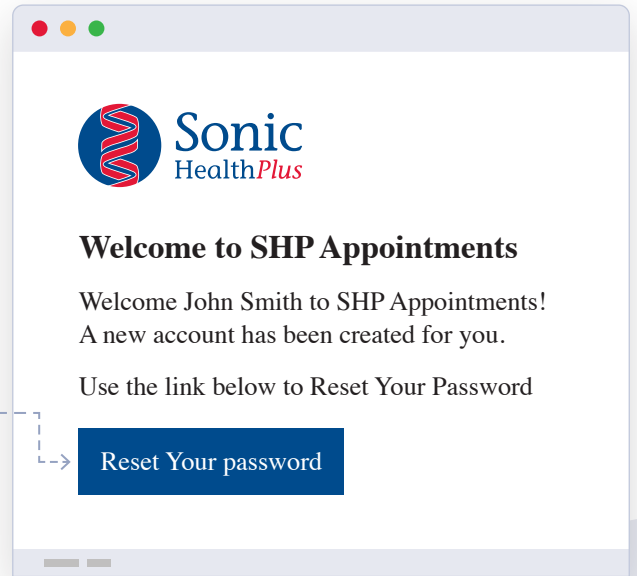 Sonic
HealthPlus
Welcome to SHP Appointments
Welcome John Smith to SHP Appointments!
A new account has been created for you.
Use the link below to Reset Your Password
Reset Your password